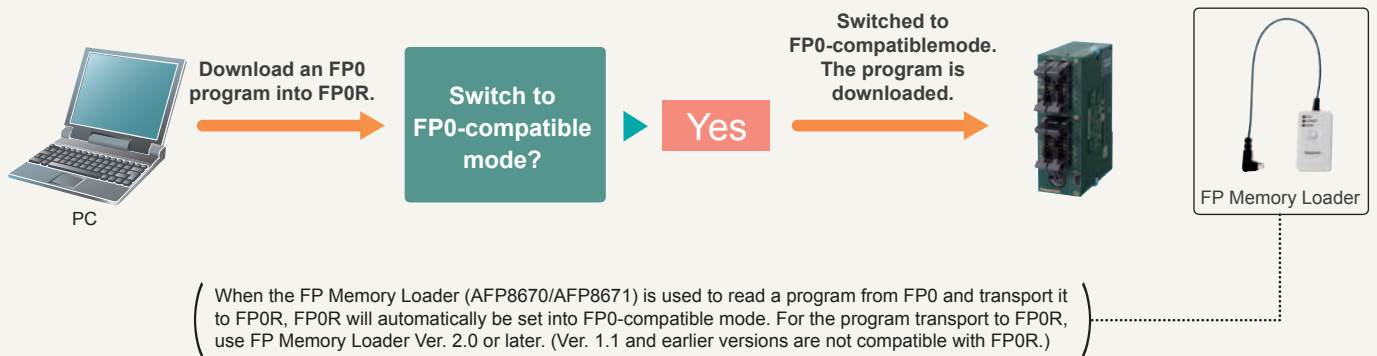 Download an FP0
program into FP0R.
Switch to
FP0-compatible
mode?
Yes
Switched to
FP0-compatiblemode.
The program is
downloaded.
PC
FP Memory Loader
When the FP Memory Loader (AFP8670/AFP8671) is used to read a program from FP0 and transport it
to FP0R, FP0R will automatically be set into FP0-compatible mode. For the program transport to FP0R,
use FP Memory Loader Ver. 2.0 or later. (Ver. 1.1 and earlier versions are not compatible with FP0R.)